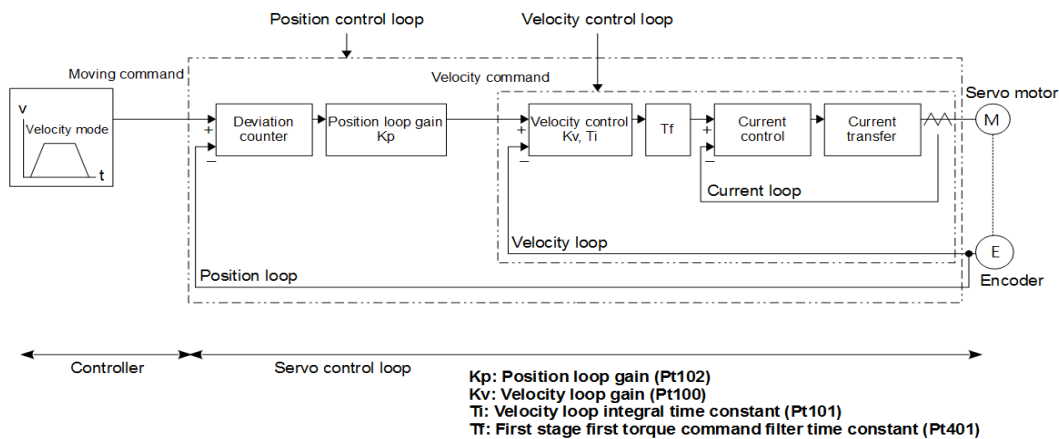 Position control loop
Velocity control loop
Moving command
Velocity command
Servo motor
v
Velocity mode
t
+
−
Deviation
counter
Position loop gain
Kp
+
−
Velocity control
Kv, Ti
Tf
+
−
Current
control
Current
transfer
M
Current loop
Velocity loop
E
Position loop
Encoder
Controller
Servo control loop
Kp: Position loop gain (Pt102)
Kv: Velocity loop gain (Pt100)
Ti: Velocity loop integral time constant (Pt101)
Tf: First stage first torque command filter time constant (Pt401)